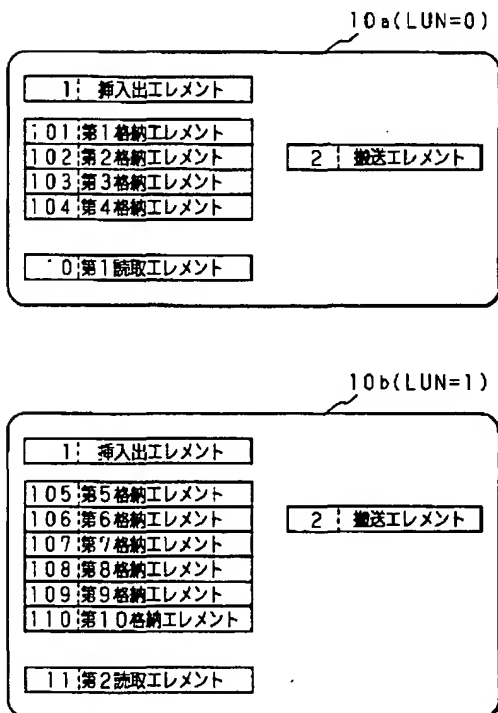 10a(LUN=0)
1 挿入出エレメント
101 第1格納エレメント
102 第2格納エレメント
2 搬送エレメント
103 第3格納エレメント
104 第4格納エレメント
0 第1読取エレメント
10b(LUN=1)
1 挿入出エレメント
105 第5格納エレメント
106 第6格納エレメント
2 搬送エレメント
107 第7格納エレメント
108 第8格納エレメント
109 第9格納エレメント
110 第10格納エレメント
11 第2読取エレメント